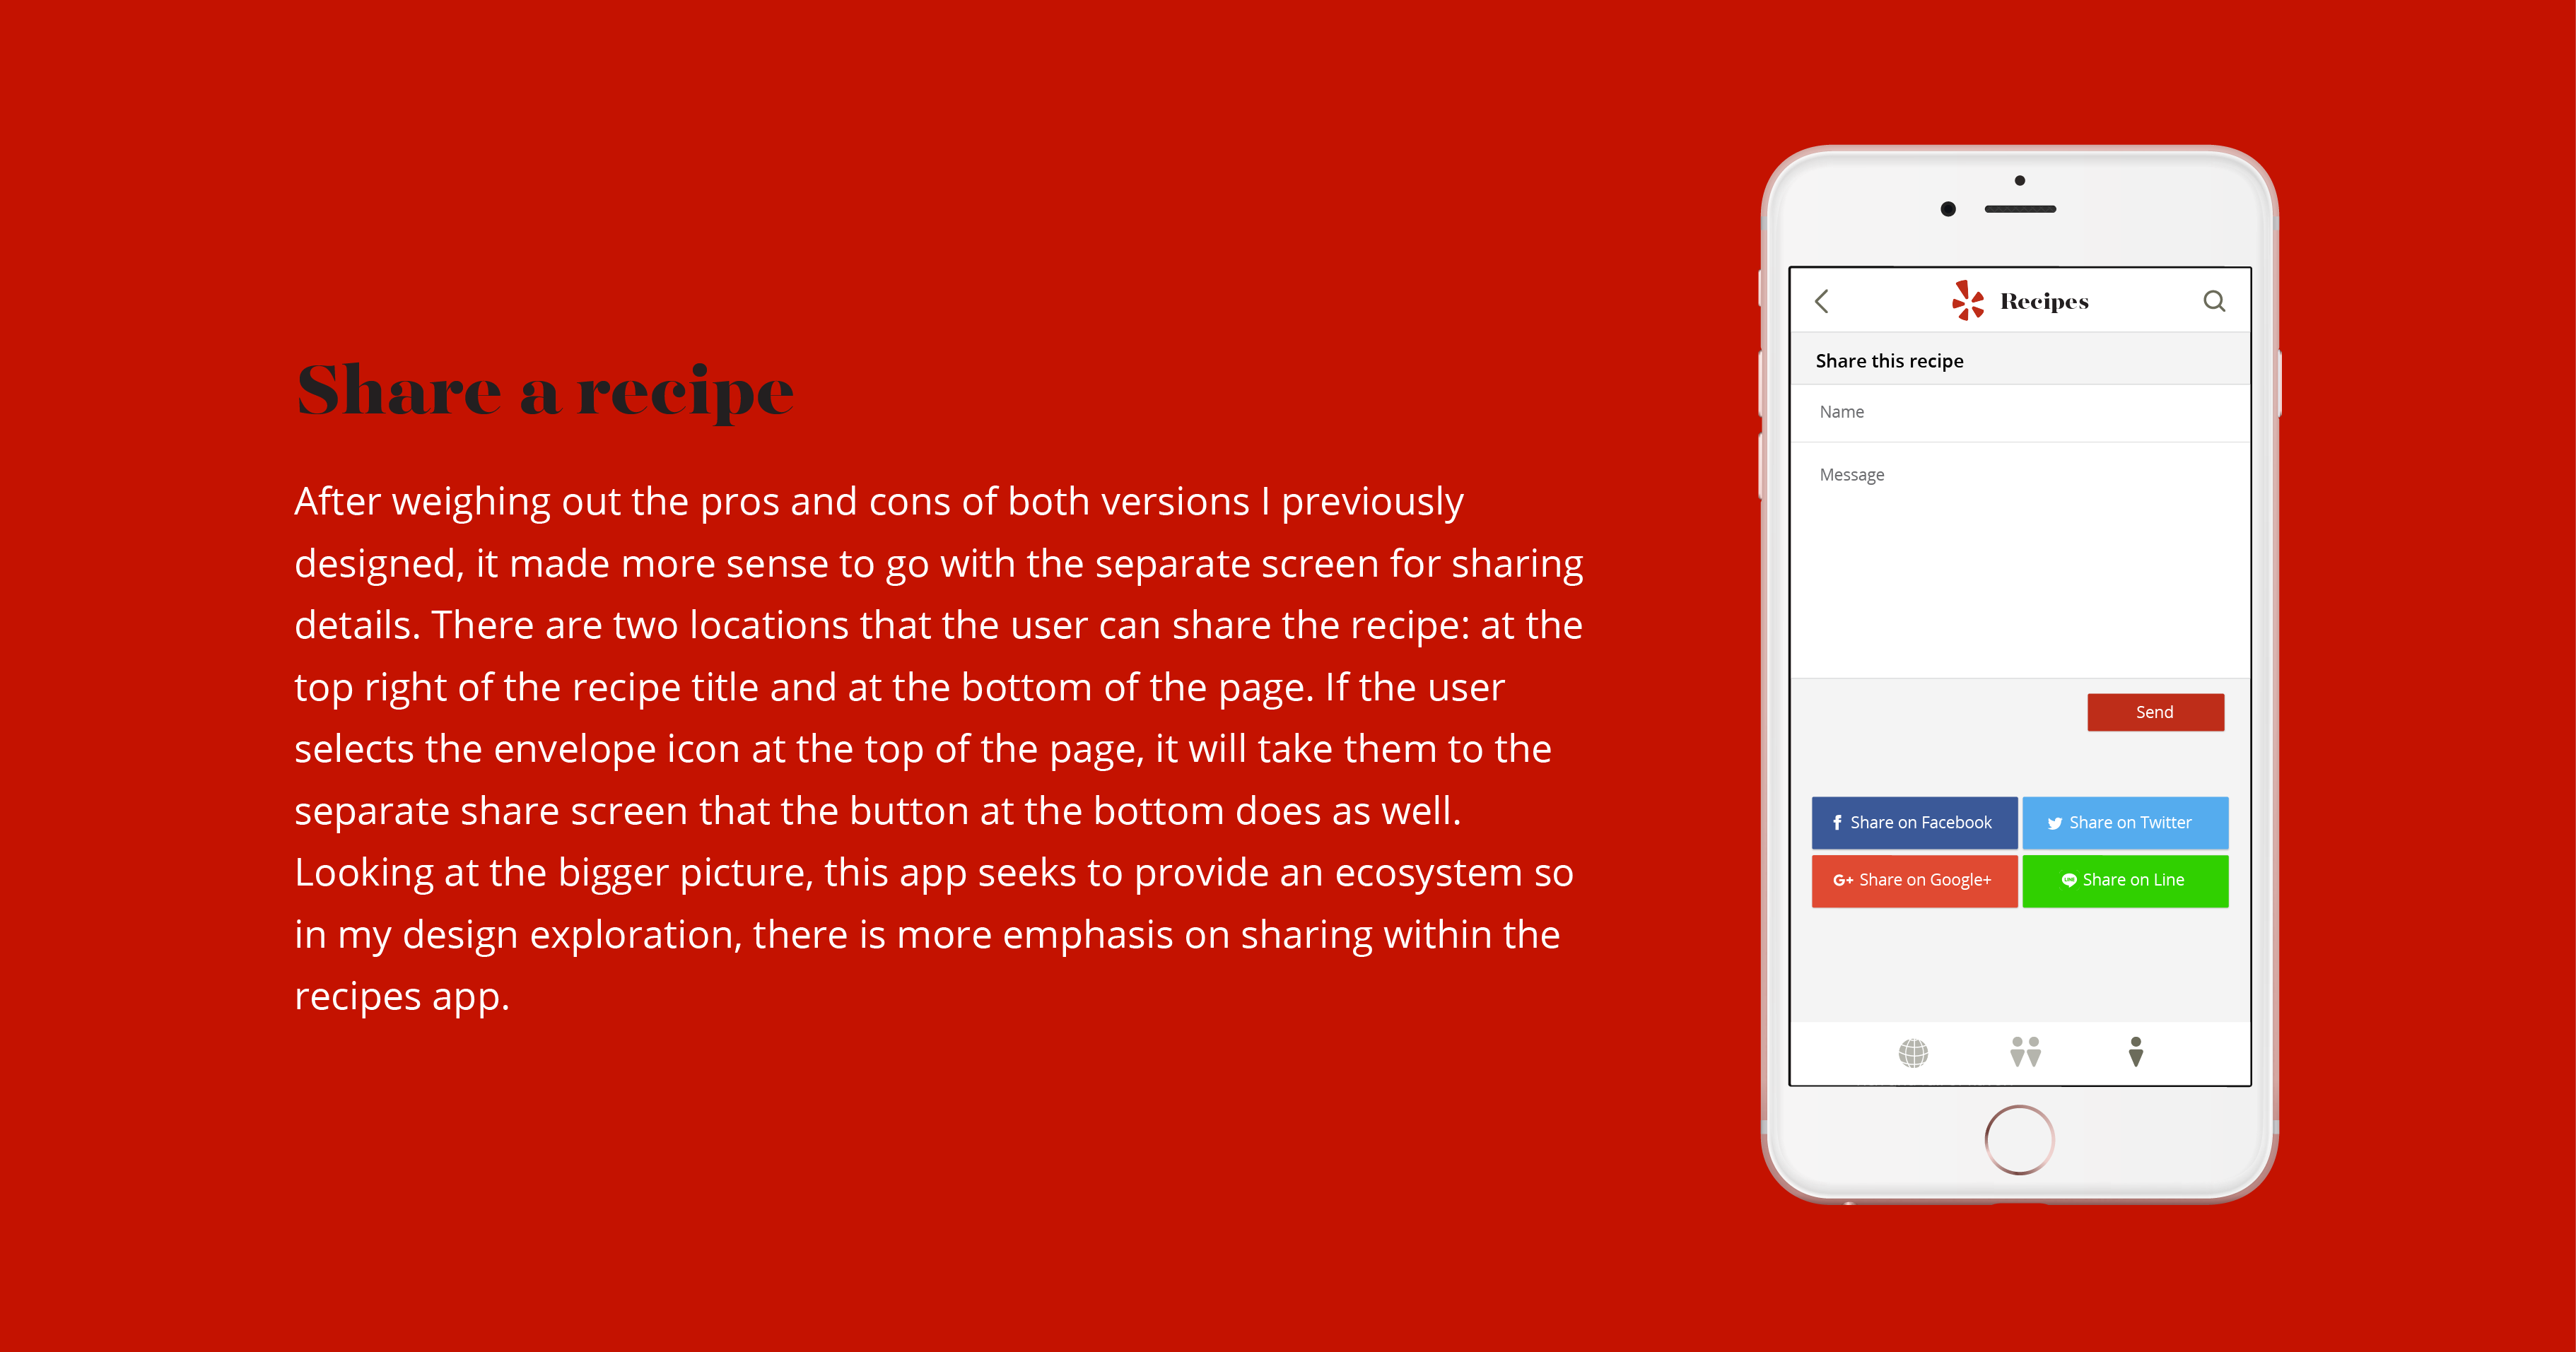 Share a recipe
After weighing out the pros and cons of both versions I previously
designed, it made more sense to go with the separate screen for sharing
details. There are two locations that the user can share the recipe: at the
top right of the recipe title and at the bottom of the page. If the user
selects the envelope icon at the top of the page, it will take them to the
separate share screen that the button at the bottom does as well.
Looking at the bigger picture, this app seeks to provide an ecosystem so
in my design exploration, there is more emphasis on sharing within the
recipes app.
Recipes
Share this recipe
Name
Message
Send
f Share on Facebook
Share on Twitter
G+ Share on Google+
LINE Share on Line